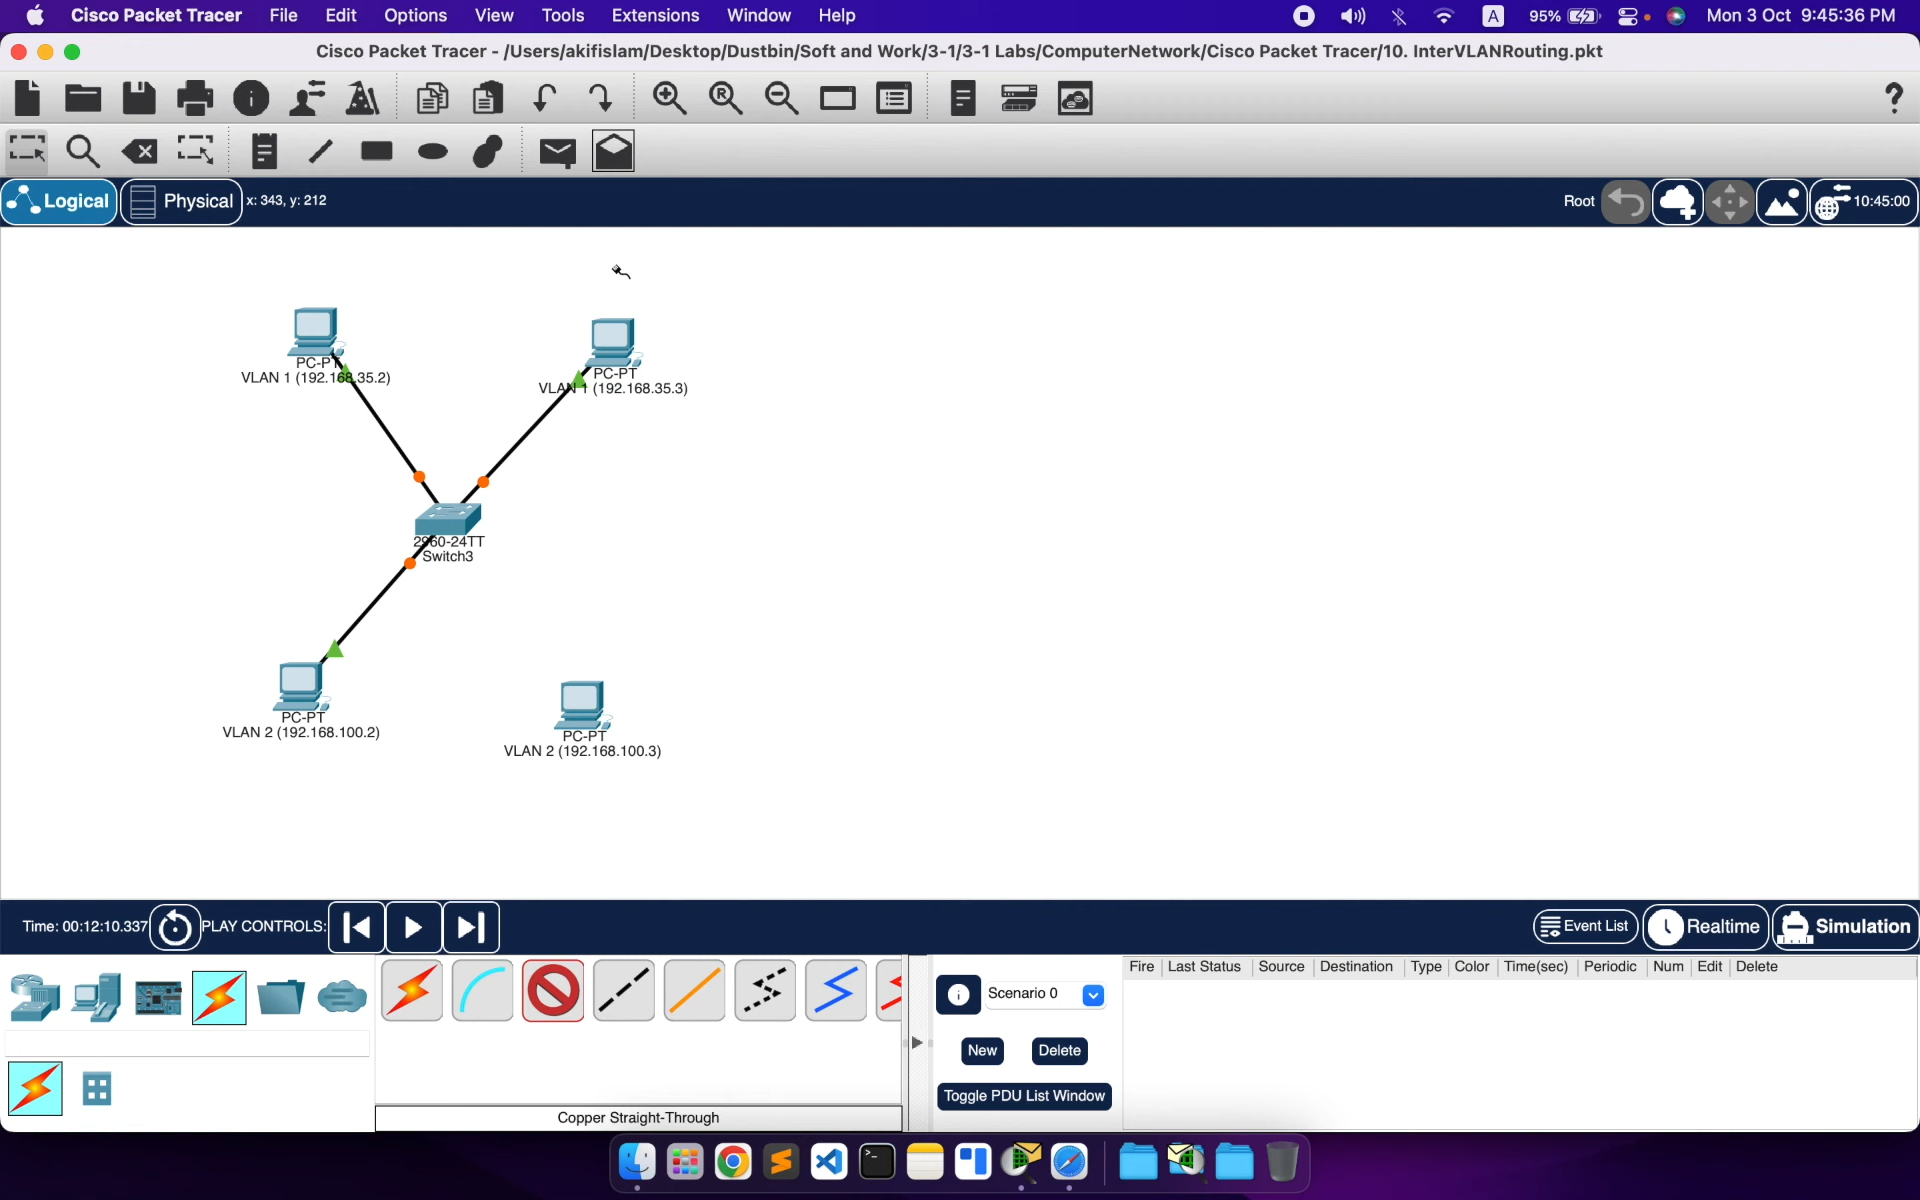 Cisco Packet Tracer File Edit Options View Tools Extensions Window Help A 95% Mon 3 Oct 9:45:36 PM
Cisco Packet Tracer - /Users/akifislam/Desktop/Dustbin/Soft and Work/3-1/3-1 Labs/ComputerNetwork/Cisco Packet Tracer/10. InterVLANRouting.pkt
Logical Physical x: 343, y: 212 Root 10:45:00
PC-PT
VLAN 1 (192.168.35.2)
PC-PT
VLAN 1 (192.168.35.3)
2960-24TT
Switch3
PC-PT
VLAN 2 (192.168.100.2)
PC-PT
VLAN 2 (192.168.100.3)
Time: 00:12:10.337 PLAY CONTROLS: Event List Realtime Simulation
Fire Last Status Source Destination Type Color Time(sec) Periodic Num Edit Delete
Scenario 0
New Delete
Toggle PDU List Window
Copper Straight-Through